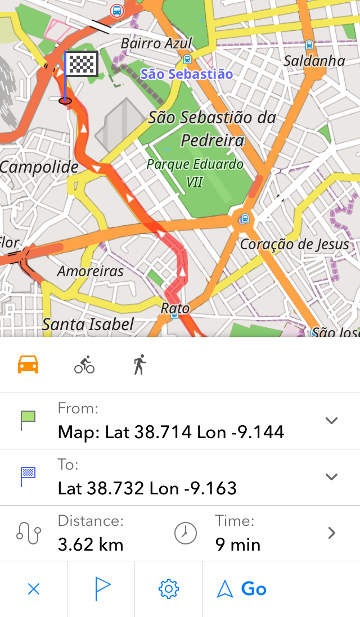 Bairro Azul
Saldanha
São Sebastião
São Sebastião da
Pedreira
Campolide
Parque Eduardo
VII
Flor
Coração de Jesus
Amoreiras
Rato
Santa Isabel
São José
From:
Map: Lat 38.714 Lon -9.144
To:
Lat 38.732 Lon -9.163
Distance:
3.62 km
Time:
9 min
Go